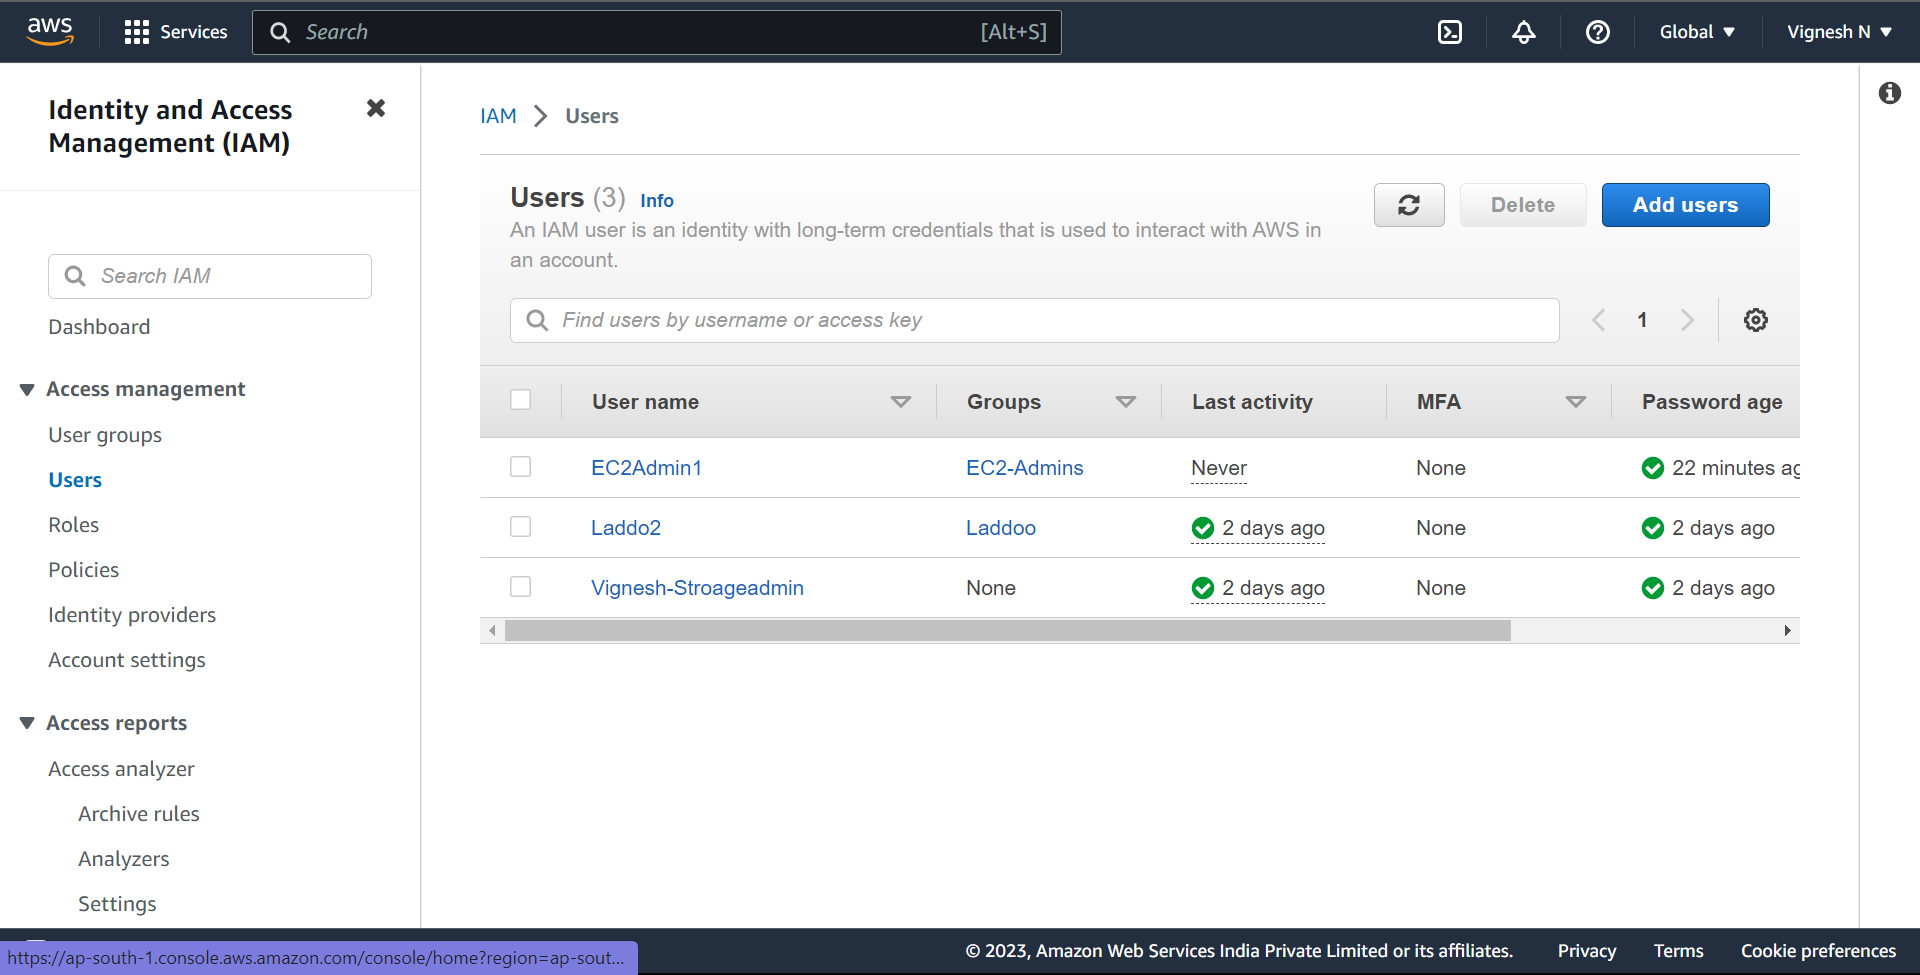 aws
Services
Search
[Alt+S]
Global
Vignesh N
Identity and Access
Management (IAM)
Search IAM
Dashboard
Access management
User groups
Users
Roles
Policies
Identity providers
Account settings
Access reports
Access analyzer
Archive rules
Analyzers
Settings
IAM > Users
Users (3) Info
An IAM user is an identity with long-term credentials that is used to interact with AWS in
an account.
Delete
Add users
Find users by username or access key
1
User name Groups Last activity MFA Password age
EC2Admin1 EC2-Admins Never None 22 minutes ag
Laddo2 Laddoo 2 days ago None 2 days ago
Vignesh-Stroageadmin None 2 days ago None 2 days ago
https://ap-south-1.console.aws.amazon.com/console/home?region=ap-sout...
© 2023, Amazon Web Services India Private Limited or its affiliates.
Privacy
Terms
Cookie preferences